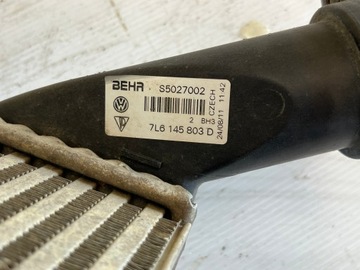 BEHR S5027002
2 BH3
7L6 145 803 D
CZECH
24/08/11 11:42